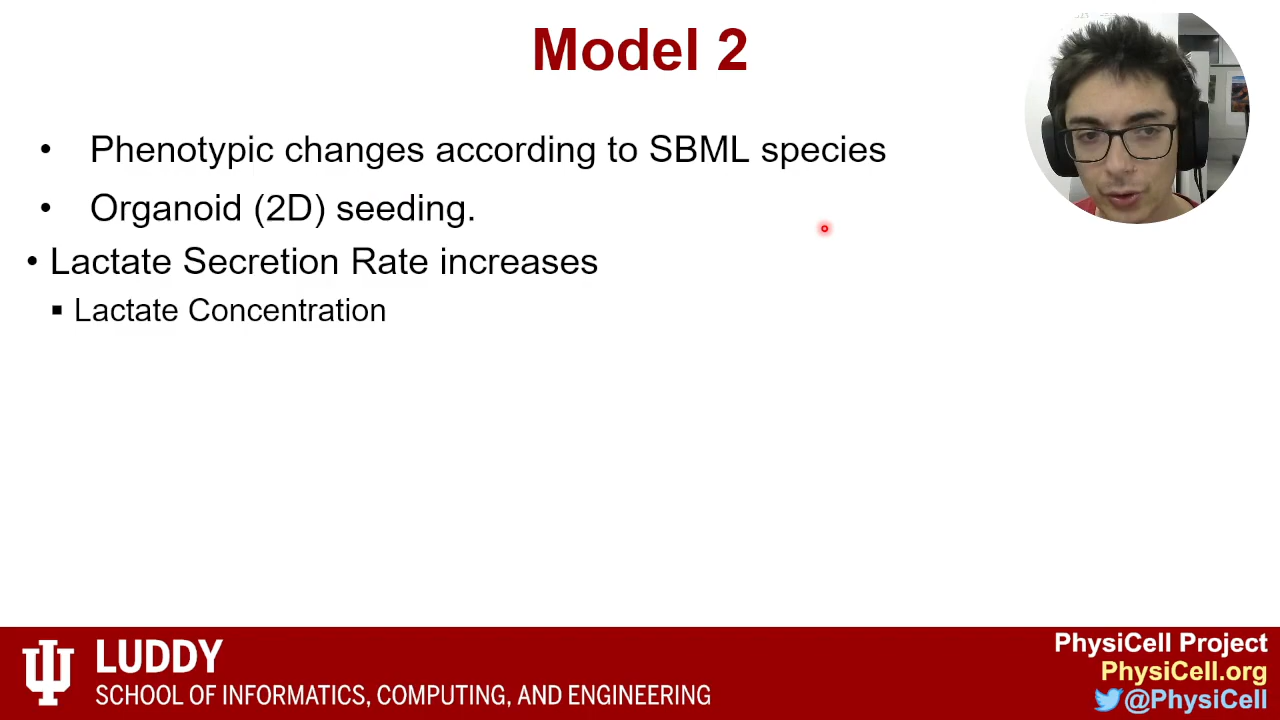 Model 2
• Phenotypic changes according to SBML species
• Organoid (2D) seeding.
• Lactate Secretion Rate increases
▪ Lactate Concentration
LUDDY
SCHOOL OF INFORMATICS, COMPUTING, AND ENGINEERING
PhysiCell Project
PhysiCell.org
@PhysiCell